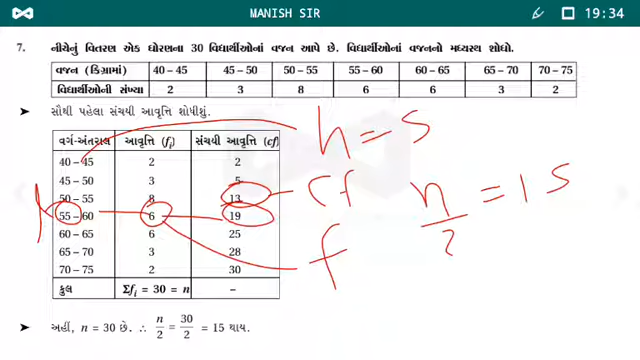 MANISH SIR
19:34
7. નીચેનું વિતરણ એક ધોરણના 30 વિદ્યાર્થીઓનાં વજન આપે છે. વિદ્યાર્થીઓનાં વજનનો મધ્યસ્થ શોધો.
વજન (કિગ્રામાં) 40 – 45 45 – 50 50 – 55 55 – 60 60 – 65 65 – 70 70 – 75
વિદ્યાર્થીઓની સંખ્યા 2 3 8 6 6 3 2
➤ સૌથી પહેલા સંચયી આવૃત્તિ શોધીશું.
વર્ગ-અંતરાલ આવૃત્તિ (fi) સંચયી આવૃત્તિ (cf)
40 – 45 2 2
45 – 50 3 5
50 – 55 8 13
55 – 60 6 19
60 – 65 6 25
65 – 70 3 28
70 – 75 2 30
કુલ Σfi = 30 = n –
h = 5
cf
f
n/2 = 15
➤ અહીં, n = 30 છે. ∴ n/2 = 30/2 = 15 થાય.